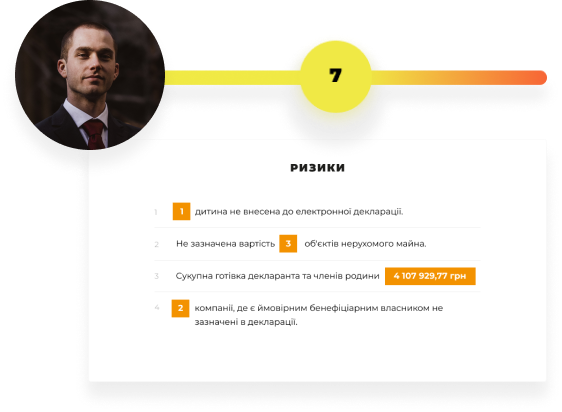 7
РИЗИКИ
1 1 дитина не внесена до електронної декларації.
2 Не зазначена вартість 3 об'єктів нерухомого майна.
3 Сукупна готівка декларанта та членів родини 4 107 929,77 грн
4 2 компанії, де є ймовірним бенефіціарним власником не
зазначені в декларації.